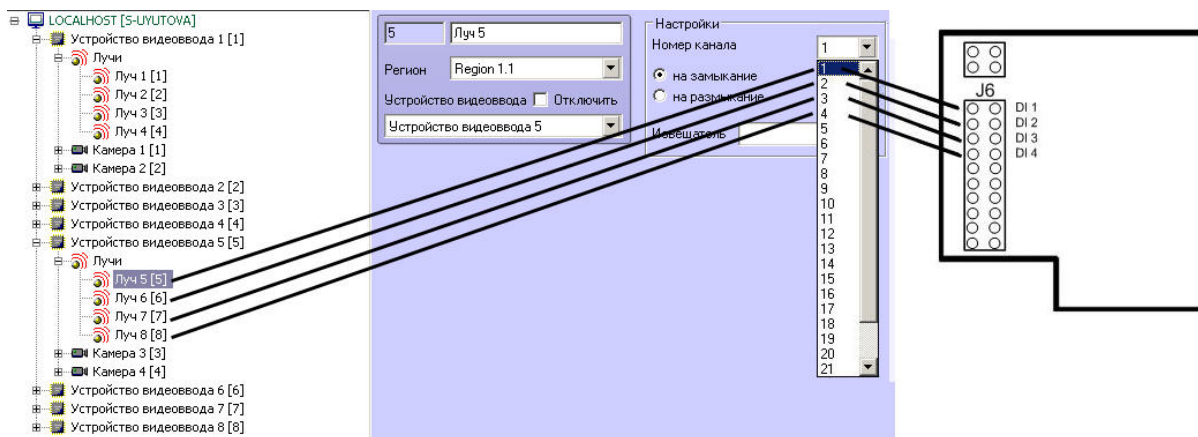 LOCALHOST [S-UYUTOVA]
Устройство видеоввода 1 [1]
Лучи
Луч 1 [1]
Луч 2 [2]
Луч 3 [3]
Луч 4 [4]
Камера 1 [1]
Камера 2 [2]
Устройство видеоввода 2 [2]
Устройство видеоввода 3 [3]
Устройство видеоввода 4 [4]
Устройство видеоввода 5 [5]
Лучи
Луч 5 [5]
Луч 6 [6]
Луч 7 [7]
Луч 8 [8]
Камера 3 [3]
Камера 4 [4]
Устройство видеоввода 6 [6]
Устройство видеоввода 7 [7]
Устройство видеоввода 8 [8]
5
Луч 5
Регион
Region 1.1
Устройство видеоввода
Отключить
Устройство видеоввода 5
Настройки
Номер канала
1
на замыкание
на размыкание
Извещатель
1
2
3
4
5
6
7
8
9
10
11
12
13
14
15
16
17
18
19
20
21
J6
DI 1
DI 2
DI 3
DI 4